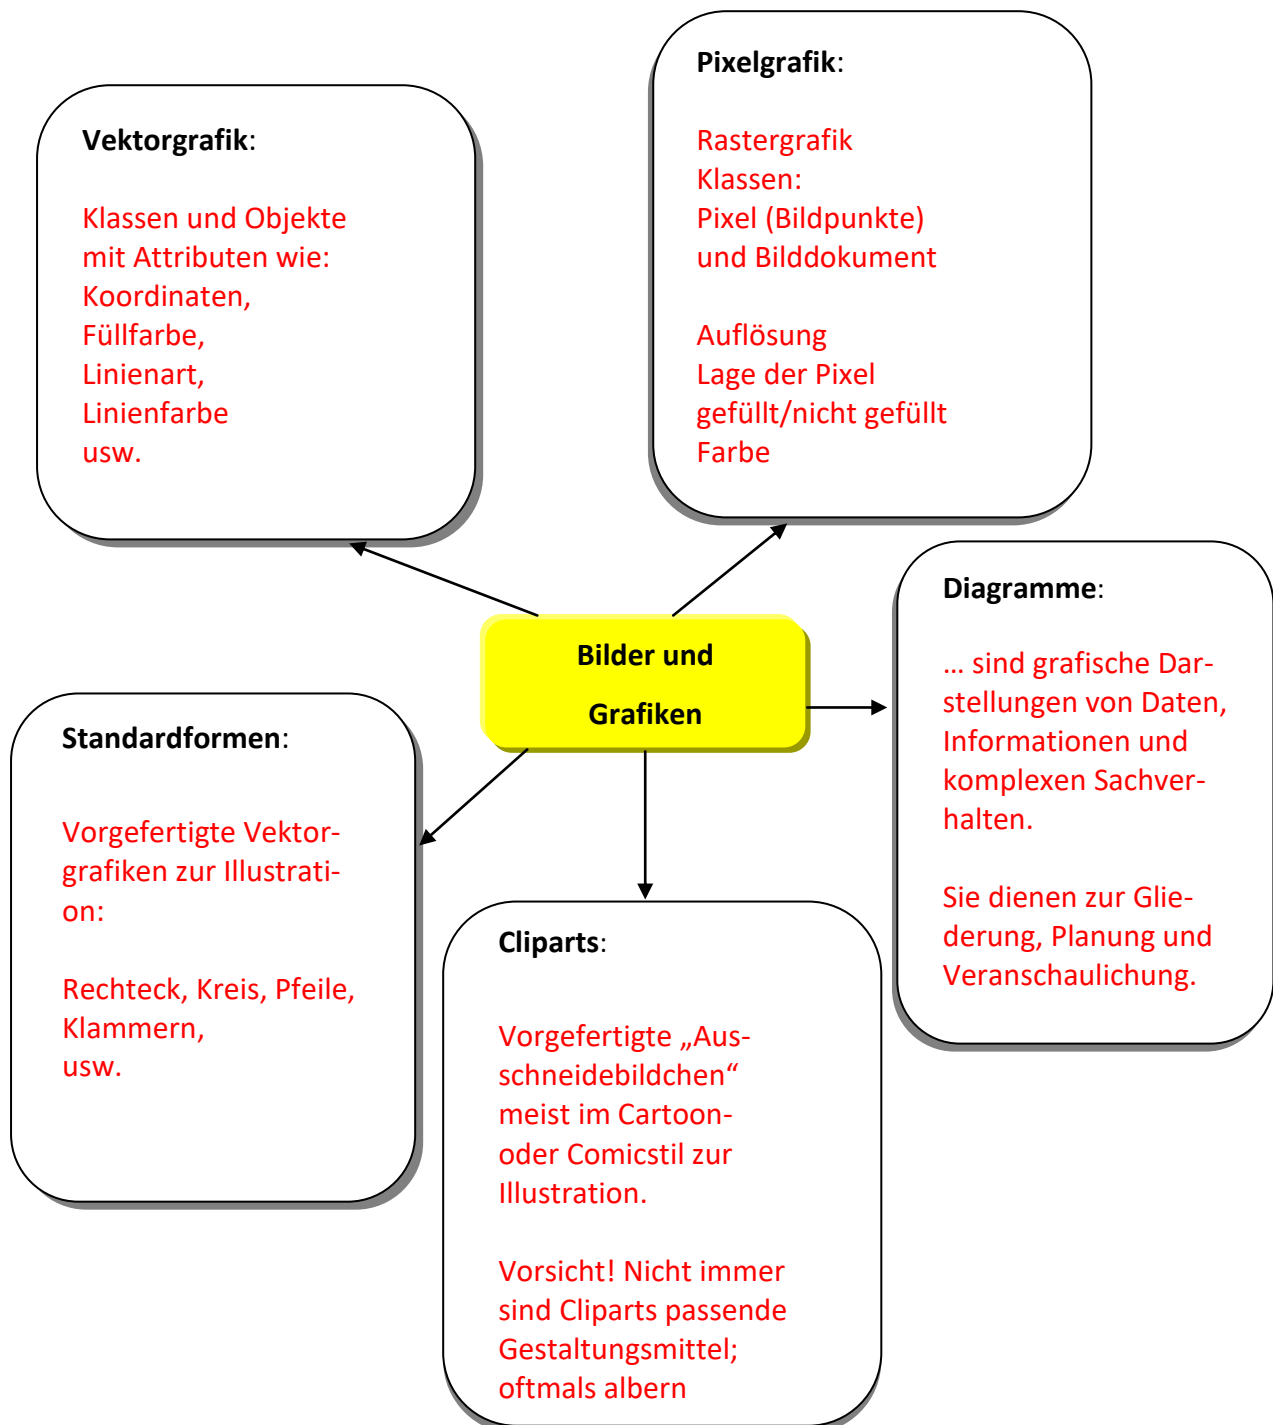 Pixelgrafik:
Rastergrafik
Klassen:
Pixel (Bildpunkte)
und Bilddokument
Auflösung
Lage der Pixel
gefüllt/nicht gefüllt
Farbe
Vektorgrafik:
Klassen und Objekte
mit Attributen wie:
Koordinaten,
Füllfarbe,
Linienart,
Linienfarbe
usw.
Bilder und
Grafiken
Diagramme:
... sind grafische Dar-
stellungen von Daten,
Informationen und
komplexen Sachver-
halten.
Sie dienen zur Glie-
derung, Planung und
Veranschaulichung.
Standardformen:
Vorgefertigte Vektor-
grafiken zur Illustrati-
on:
Rechteck, Kreis, Pfeile,
Klammern,
usw.
Cliparts:
Vorgefertigte „Aus-
schneidebildchen“
meist im Cartoon-
oder Comicstil zur
Illustration.
Vorsicht! Nicht immer
sind Cliparts passende
Gestaltungsmittel;
oftmals albern